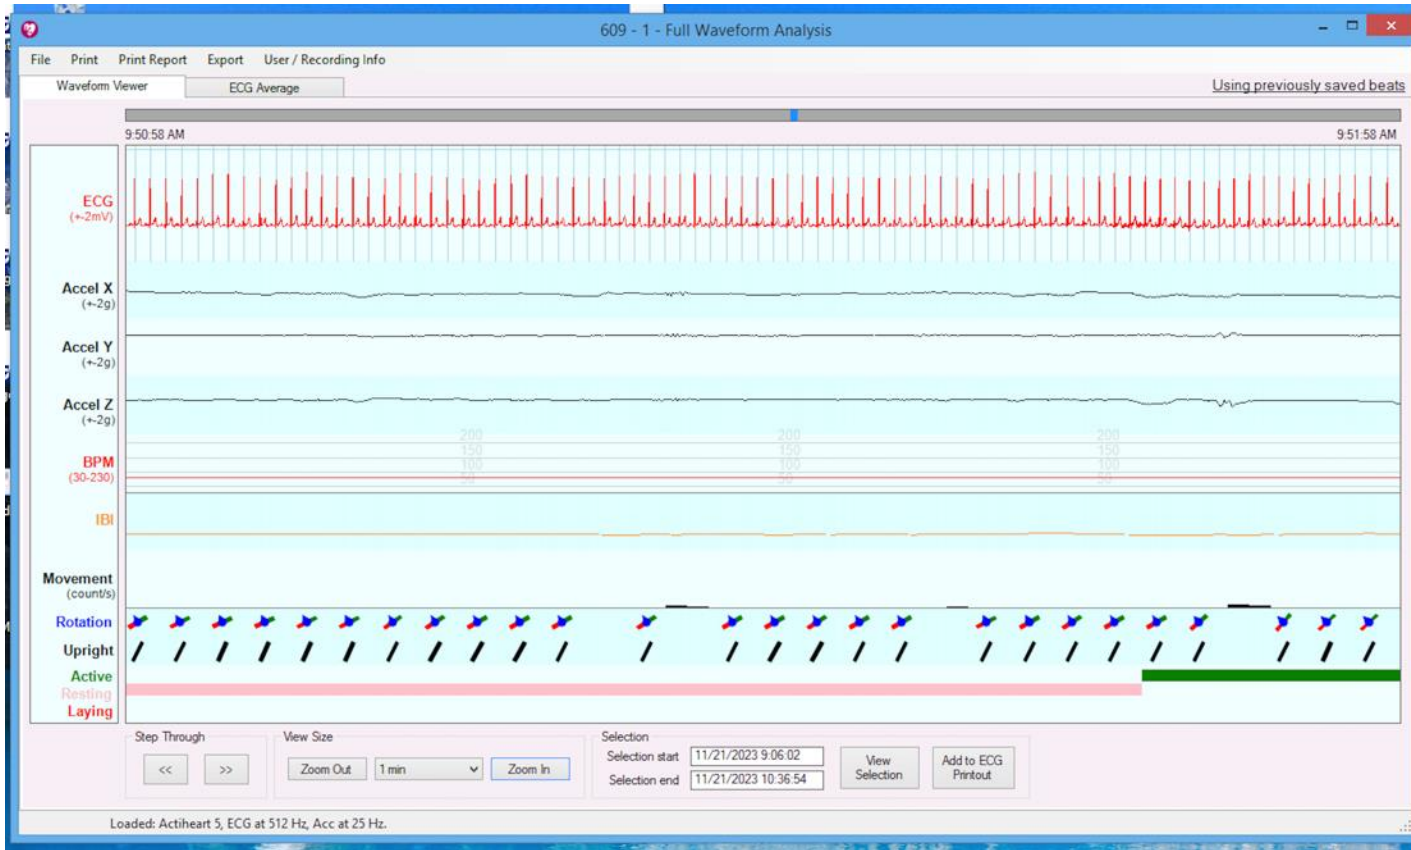 609 - 1 - Full Waveform Analysis
File Print Print Report Export User / Recording Info
Waveform Viewer ECG Average Using previously saved beats
9:50:58 AM 9:51:58 AM
ECG
(+-2mV)
Accel X
(+-2g)
Accel Y
(+-2g)
Accel Z
(+-2g)
200 200 200
150 150 150
BPM 100 100 100
(30-230) 50 50 50
IBI
Movement
(count/s)
Rotation
Upright
Active
Resting
Laying
Step Through View Size Selection
<< >> Zoom Out 1 min Zoom In
Selection start 11/21/2023 9:06:02
Selection end 11/21/2023 10:36:54
View
Selection
Add to ECG
Printout
Loaded: Actiheart 5, ECG at 512 Hz, Acc at 25 Hz.